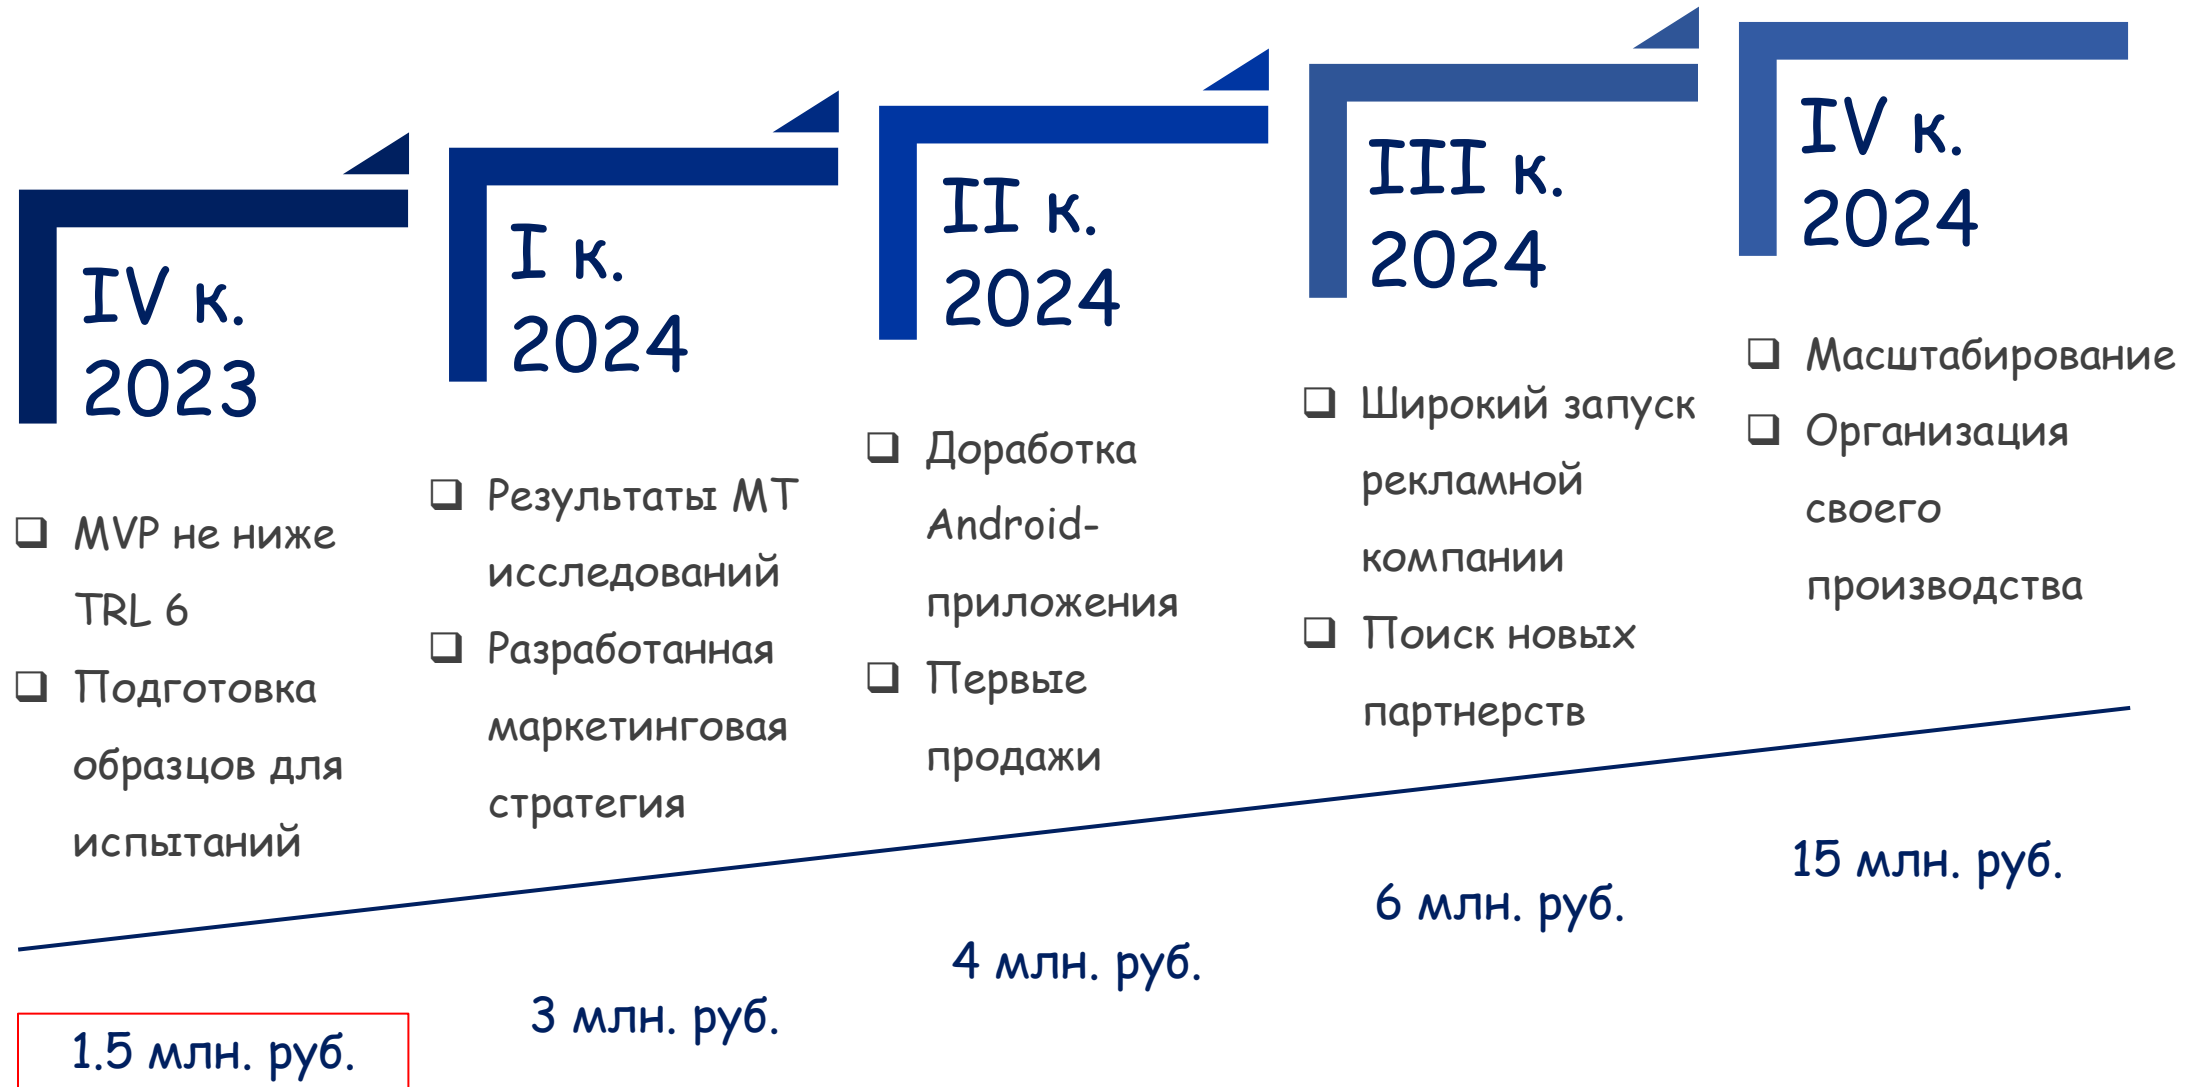 IV к.
2023
MVP не ниже
TRL 6
Подготовка
образцов для
испытаний
1.5 млн. руб.
I к.
2024
Результаты МТ
исследований
Разработанная
маркетинговая
стратегия
3 млн. руб.
II к.
2024
Доработка
Android-
приложения
Первые
продажи
4 млн. руб.
III к.
2024
Широкий запуск
рекламной
компании
Поиск новых
партнерств
6 млн. руб.
IV к.
2024
Масштабирование
Организация
своего
производства
15 млн. руб.